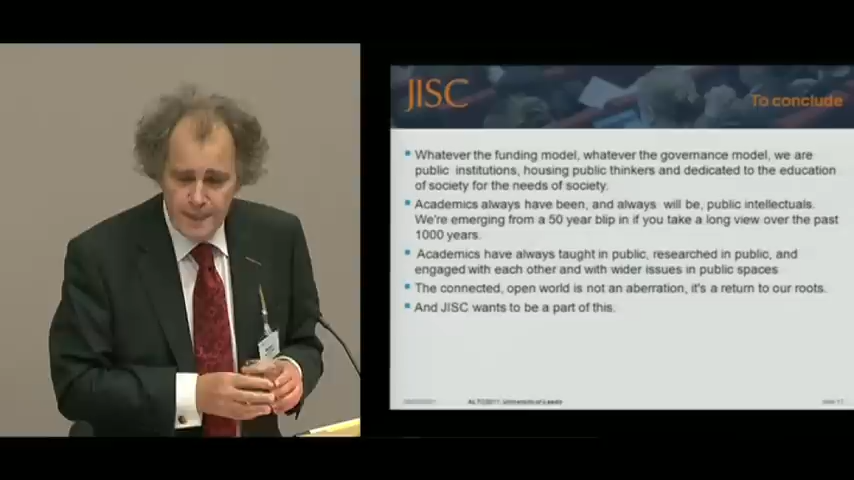 JISC
To conclude
Whatever the funding model, whatever the governance model, we are
public institutions, housing public thinkers and dedicated to the education
of society for the needs of society.
Academics always have been, and always will be, public intellectuals.
We're emerging from a 50 year blip in if you take a long view over the past
1000 years.
Academics have always taught in public, researched in public, and
engaged with each other and with wider issues in public spaces
The connected, open world is not an aberration, it's a return to our roots.
And JISC wants to be a part of this.